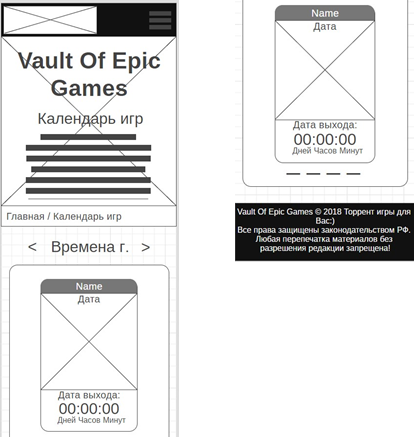 Vault Of Epic
Games
Календарь игр
Главная / Календарь игр
< Времена г. >
Name
Дата
Дата выхода:
00:00:00
Дней Часов Минут
Name
Дата
Дата выхода:
00:00:00
Дней Часов Минут
Vault Of Epic Games © 2018 Торрент игры для
Вас:)
Все права защищены законодательством РФ.
Любая перепечатка материалов без
разрешения редакции запрещена!